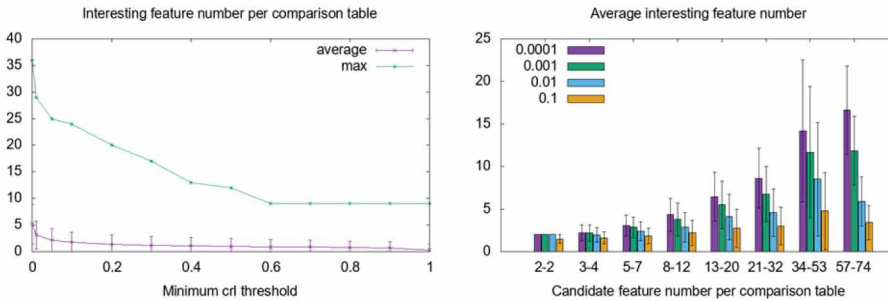 Interesting feature number per comparison table
40
35
30
25
20
15
10
5
0
average
max
0 0.2 0.4 0.6 0.8 1
Minimum crl threshold
Average interesting feature number
25
20
15
10
5
0
0.0001
0.001
0.01
0.1
2-2 3-4 5-7 8-12 13-20 21-32 34-53 57-74
Candidate feature number per comparison table